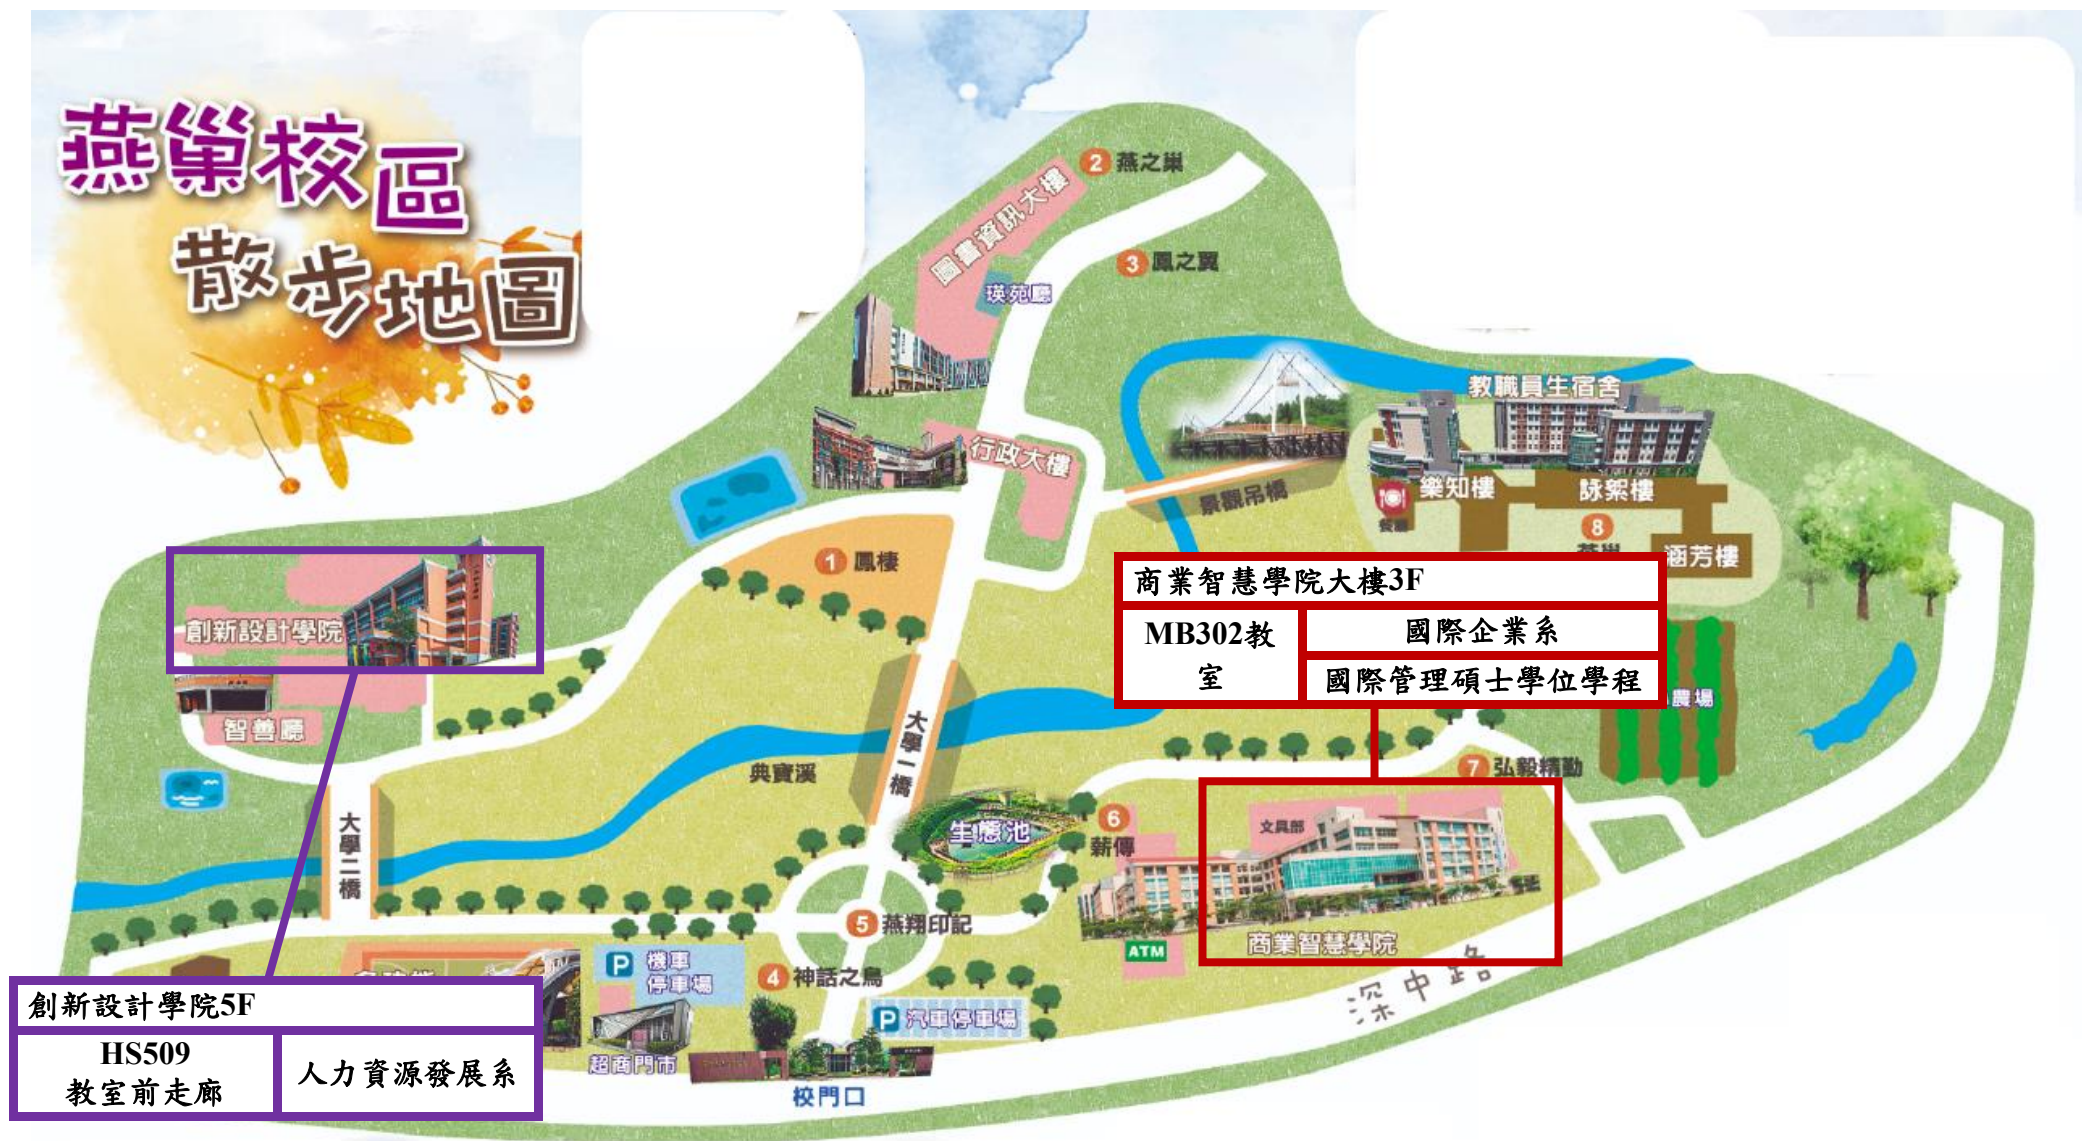 燕巢校區
散步地圖
2 燕之巢
圖書資訊大樓
3 鳳之翼
瑛苑廳
教職員生宿舍
行政大樓
景觀吊橋
樂知樓
詠絮樓
餐廳
8
涵芳樓
1 鳳棲
商業智慧學院大樓3F
MB302教室
國際企業系
國際管理碩士學位學程
創新設計學院
智善廳
農場
大學一橋
典寶溪
7 弘毅精勤
大學二橋
生態池
6
薪傳
文具部
5 燕翔印記
ATM
商業智慧學院
深中路
P 機車
停車場
4 神話之鳥
P 汽車停車場
超商門市
校門口
創新設計學院5F
HS509
教室前走廊
人力資源發展系